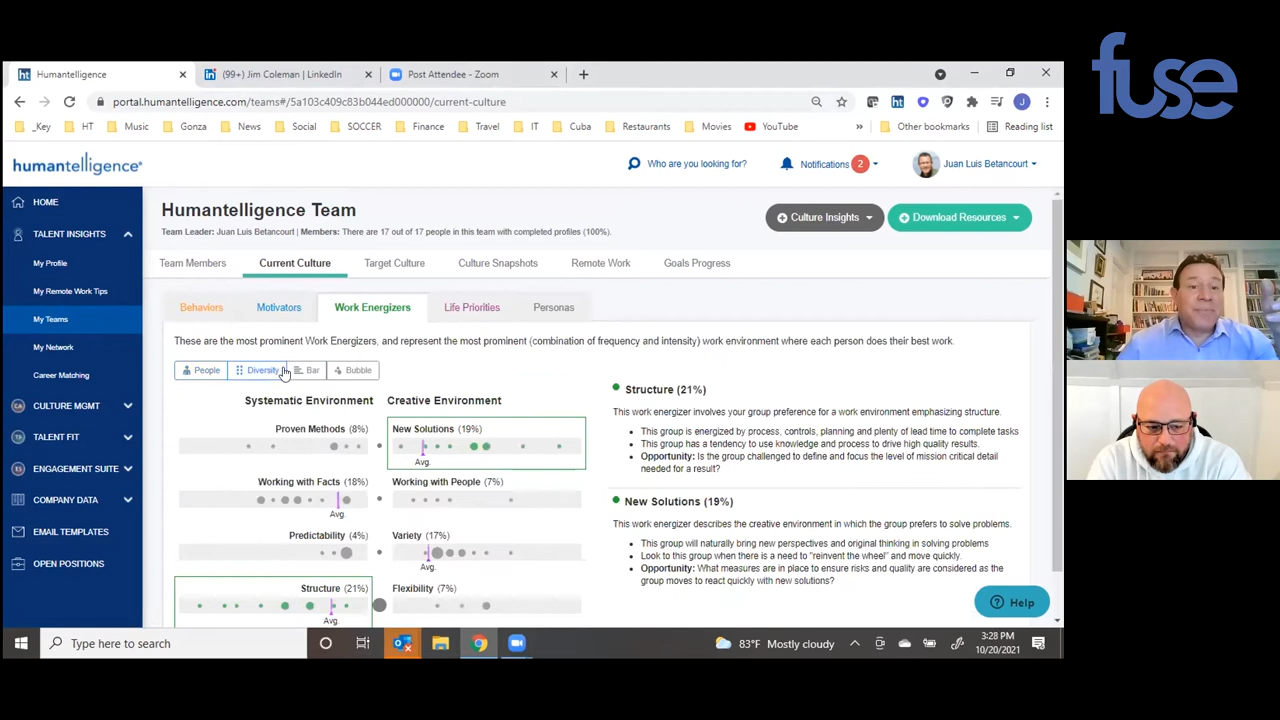 fuse
ht Humantelligence
in (99+) Jim Coleman | LinkedIn
Post Attendee - Zoom
portal.humantelligence.com/teams#/5a103c409c83b044ed000000/current-culture
ht
J
_Key
HT
Music
Gonza
News
Social
SOCCER
Finance
Travel
IT
Cuba
Restaurants
Movies
YouTube
»
Other bookmarks
Reading list
humantelligence
Who are you looking for?
Notifications 2
Juan Luis Betancourt
HOME
TALENT INSIGHTS
My Profile
My Remote Work Tips
My Teams
My Network
Career Matching
CULTURE MGMT
TALENT FIT
ENGAGEMENT SUITE
COMPANY DATA
EMAIL TEMPLATES
OPEN POSITIONS
Humantelligence Team
Team Leader: Juan Luis Betancourt | Members: There are 17 out of 17 people in this team with completed profiles (100%).
Culture Insights
Download Resources
Team Members
Current Culture
Target Culture
Culture Snapshots
Remote Work
Goals Progress
Behaviors
Motivators
Work Energizers
Life Priorities
Personas
These are the most prominent Work Energizers, and represent the most prominent (combination of frequency and intensity) work environment where each person does their best work.
People
Diversity
Bar
Bubble
Systematic Environment
Creative Environment
Proven Methods (8%)
New Solutions (19%)
Avg.
Working with Facts (18%)
Working with People (7%)
Avg.
Predictability (4%)
Variety (17%)
Avg.
Structure (21%)
Flexibility (7%)
Avg.
Structure (21%)
This work energizer involves your group preference for a work environment emphasizing structure.
This group is energized by process, controls, planning and plenty of lead time to complete tasks
This group has a tendency to use knowledge and process to drive high quality results.
Opportunity: Is the group challenged to define and focus the level of mission critical detail
needed for a result?
New Solutions (19%)
This work energizer describes the creative environment in which the group prefers to solve problems.
This group will naturally bring new perspectives and original thinking in solving problems
Look to this group when there is a need to "reinvent the wheel" and move quickly.
Opportunity: What measures are in place to ensure risks and quality are considered as the
group moves to react quickly with new solutions?
Help
Type here to search
83°F Mostly cloudy
3:28 PM
10/20/2021